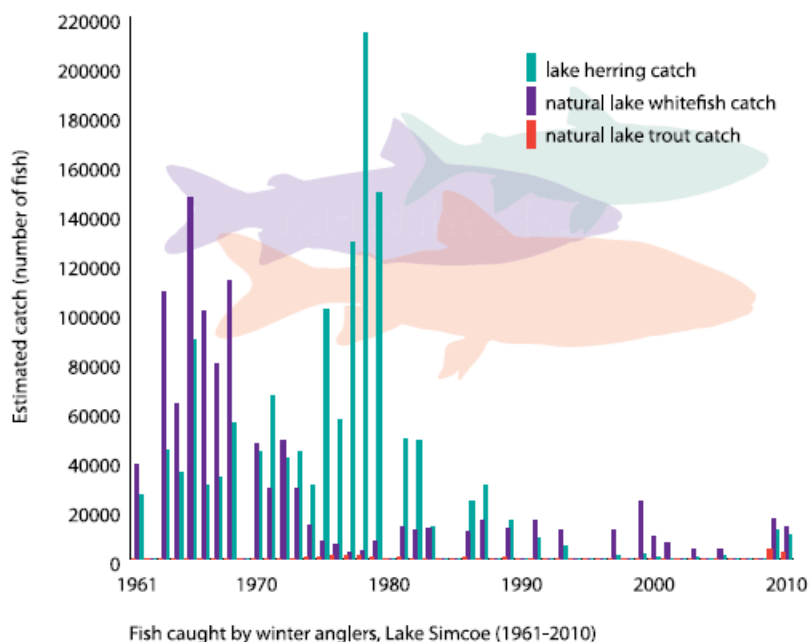 220000
200000
180000
160000
140000
120000
100000
80000
60000
40000
20000
0
Estimated catch (number of fish)
lake herring catch
natural lake whitefish catch
natural lake trout catch
1961 1970 1980 1990 2000 2010
Fish caught by winter anglers, Lake Simcoe (1961-2010)